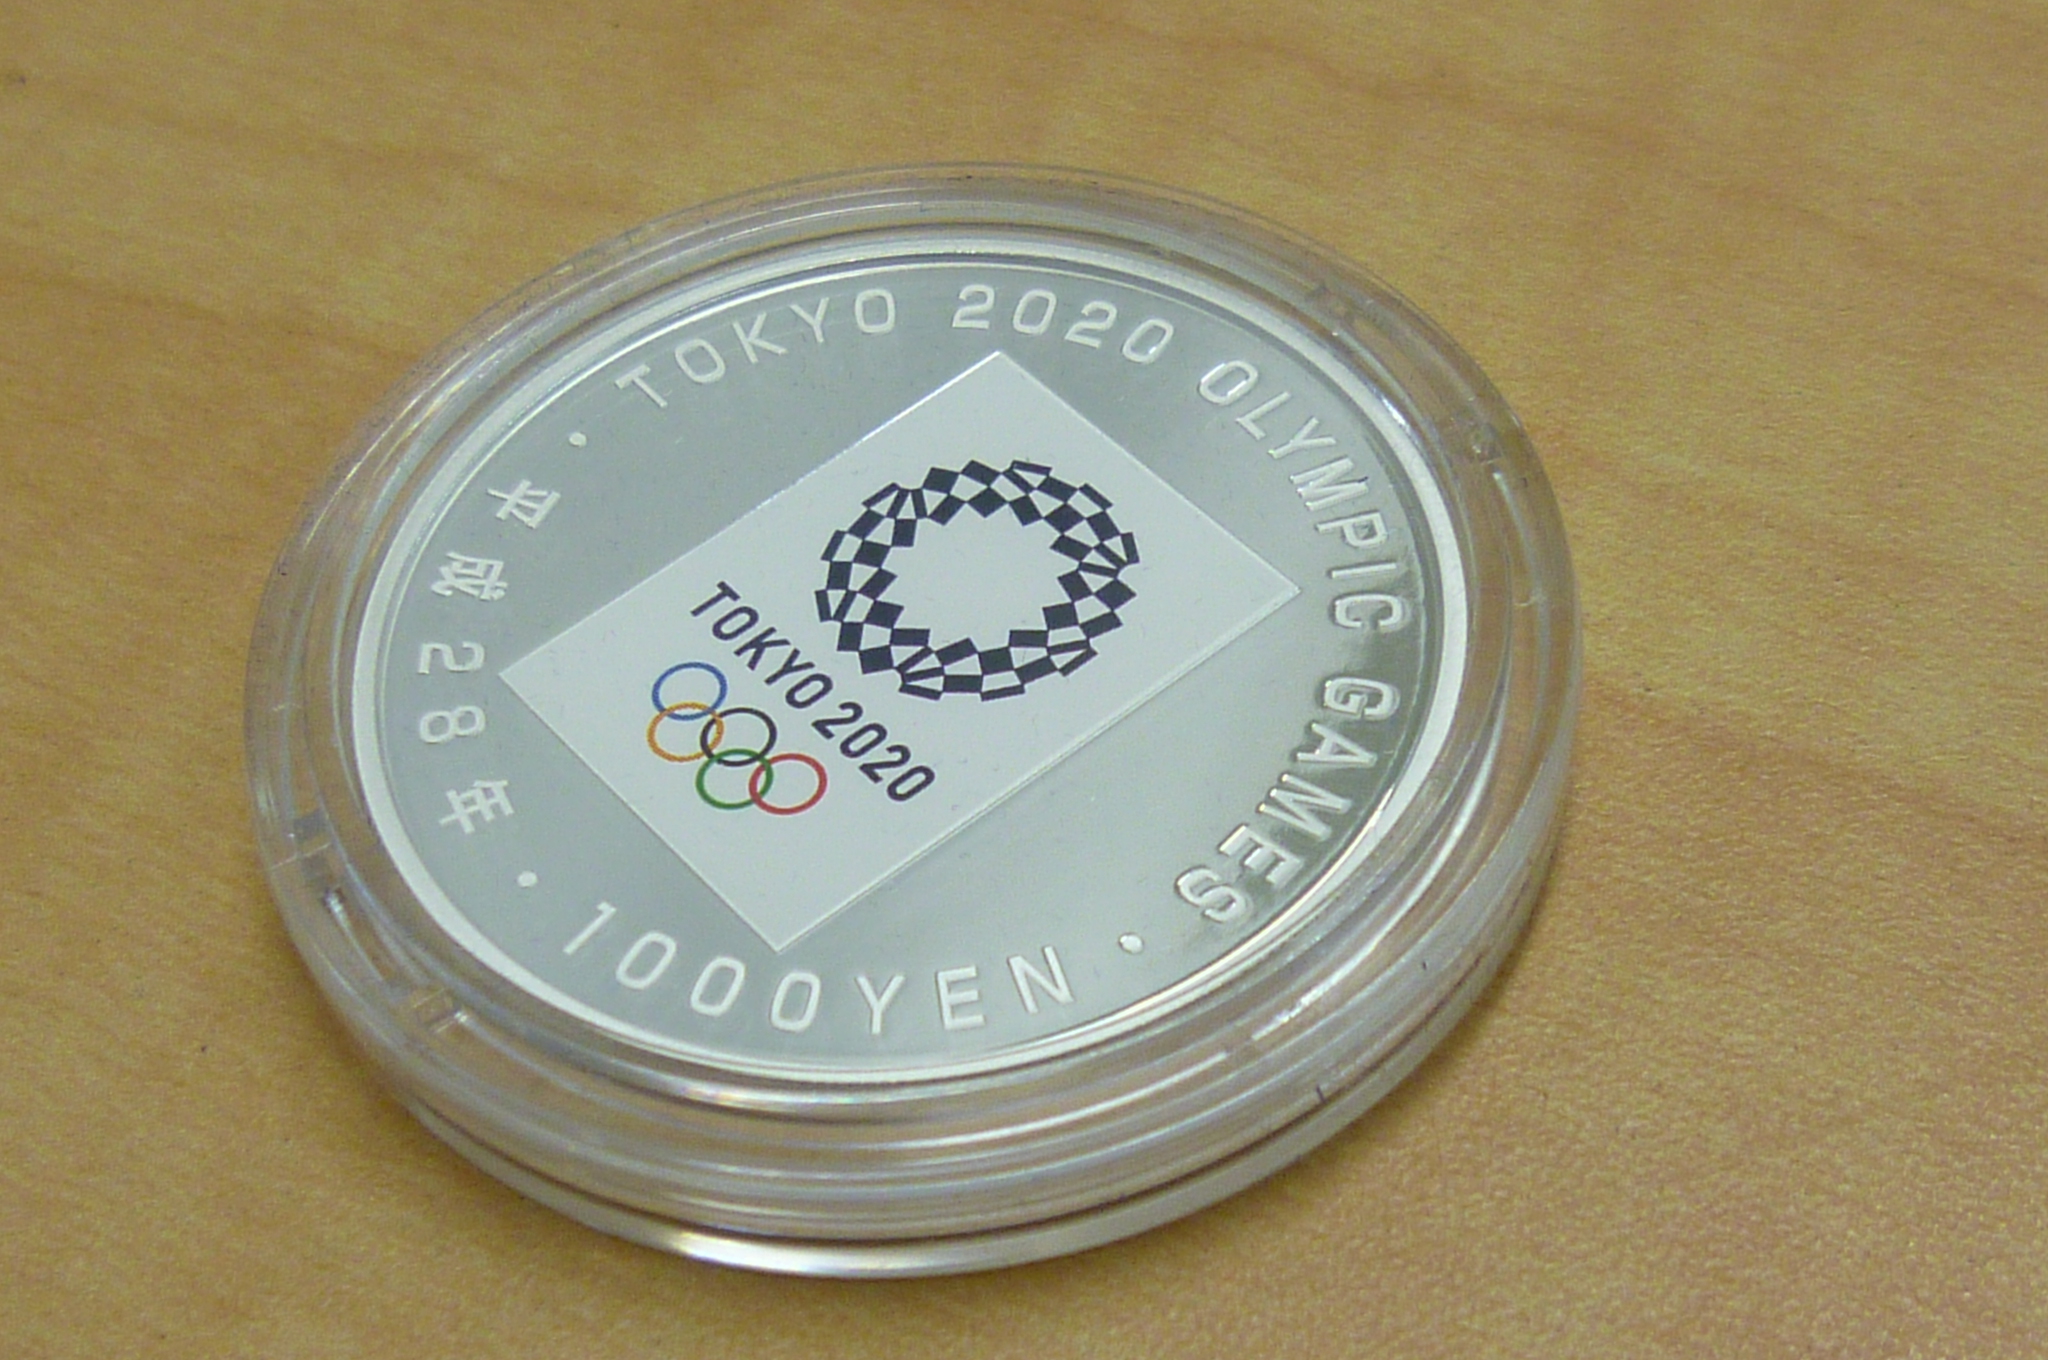 TOKYO 2020 OLYMPIC GAMES
平成28年・1000YEN・
TOKYO 2020